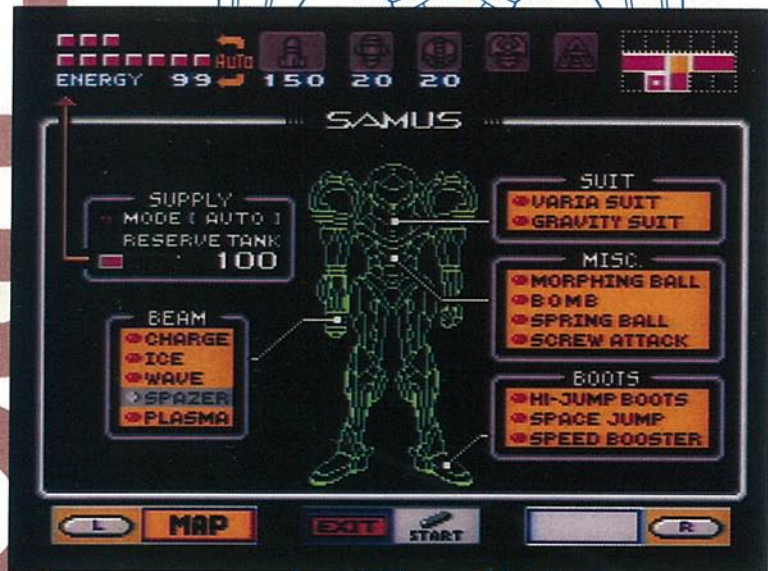 AUTO
ENERGY 99 150 20 20
SAMUS
SUPPLY
MODE [ AUTO ]
RESERVE TANK
100
BEAM
CHARGE
ICE
WAVE
SPAZER
PLASMA
SUIT
VARIA SUIT
GRAVITY SUIT
MISC.
MORPHING BALL
BOMB
SPRING BALL
SCREW ATTACK
BOOTS
HI-JUMP BOOTS
SPACE JUMP
SPEED BOOSTER
L MAP EXIT START R